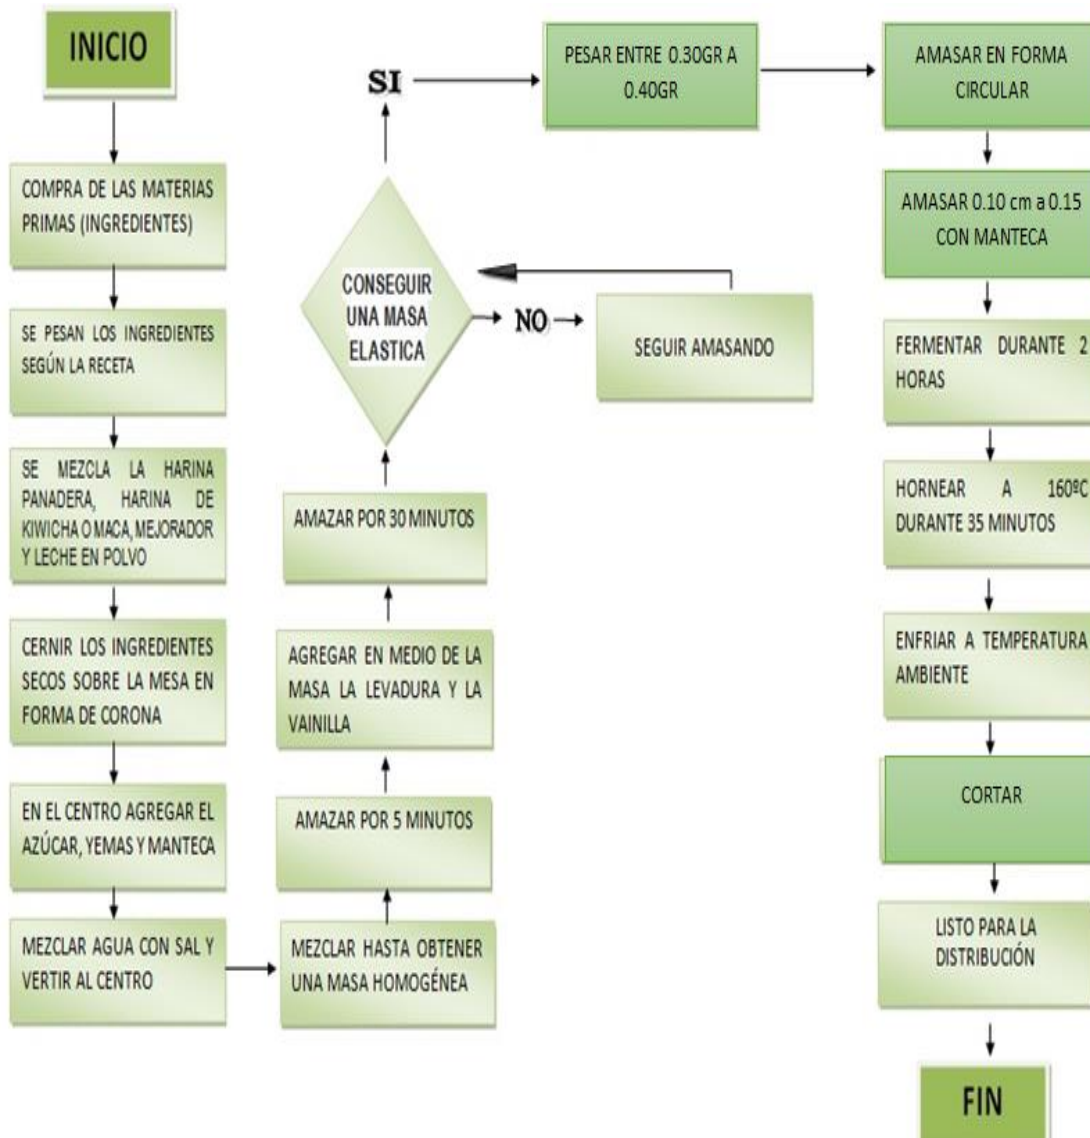 INICIO
COMPRA DE LAS MATERIAS
PRIMAS (INGREDIENTES)
SE PESAN LOS INGREDIENTES
SEGÚN LA RECETA
SE MEZCLA LA HARINA
PANADERA, HARINA DE
KIWICHA O MACA, MEJORADOR
Y LECHE EN POLVO
CERNIR LOS INGREDIENTES
SECOS SOBRE LA MESA EN
FORMA DE CORONA
EN EL CENTRO AGREGAR EL
AZÚCAR, YEMAS Y MANTECA
MEZCLAR AGUA CON SAL Y
VERTIR AL CENTRO
MEZCLAR HASTA OBTENER
UNA MASA HOMOGÉNEA
AMAZAR POR 5 MINUTOS
AGREGAR EN MEDIO DE LA
MASA LA LEVADURA Y LA
VAINILLA
AMAZAR POR 30 MINUTOS
CONSEGUIR
UNA MASA
ELASTICA
NO
SEGUIR AMASANDO
SI
PESAR ENTRE 0.30GR A
0.40GR
AMASAR EN FORMA
CIRCULAR
AMASAR 0.10 cm a 0.15
CON MANTECA
FERMENTAR DURANTE 2
HORAS
HORNEAR A 160ºC
DURANTE 35 MINUTOS
ENFRIAR A TEMPERATURA
AMBIENTE
CORTAR
LISTO PARA LA
DISTRIBUCIÓN
FIN